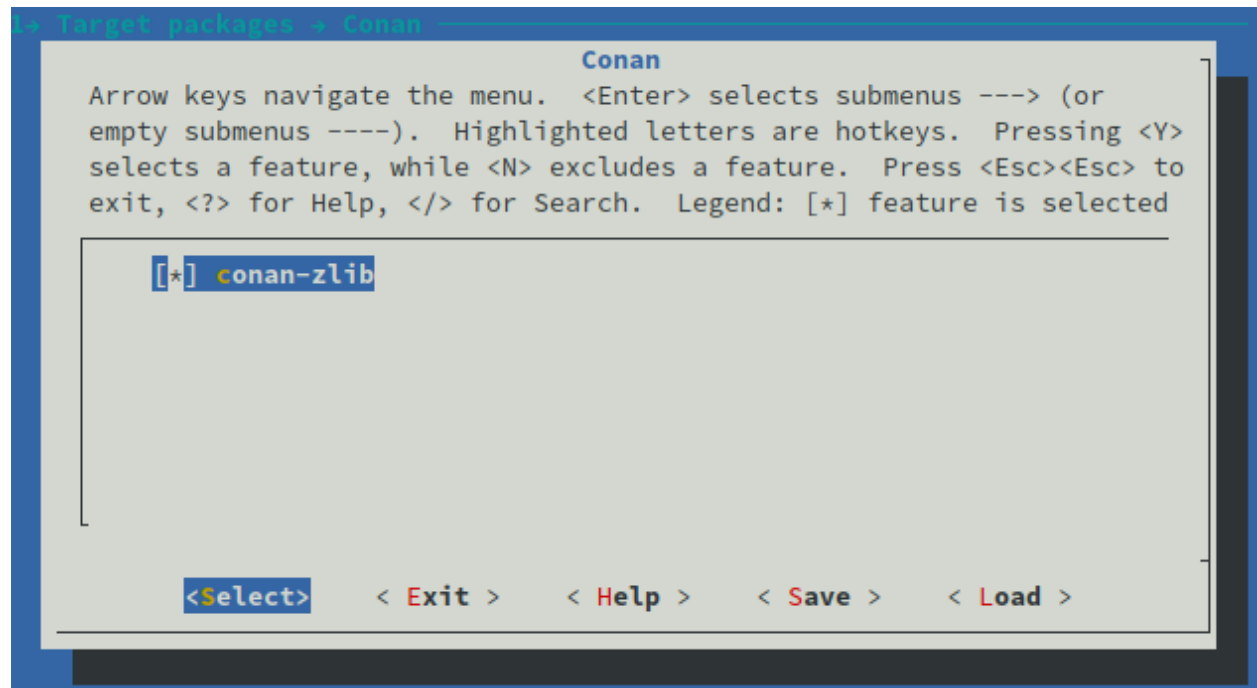 1→ Target packages → Conan
Conan
Arrow keys navigate the menu.  <Enter> selects submenus ---> (or
empty submenus ----).  Highlighted letters are hotkeys.  Pressing <Y>
selects a feature, while <N> excludes a feature.  Press <Esc><Esc> to
exit, <?> for Help, </> for Search.  Legend: [*] feature is selected
[*] conan-zlib
<Select>    < Exit >    < Help >    < Save >    < Load >